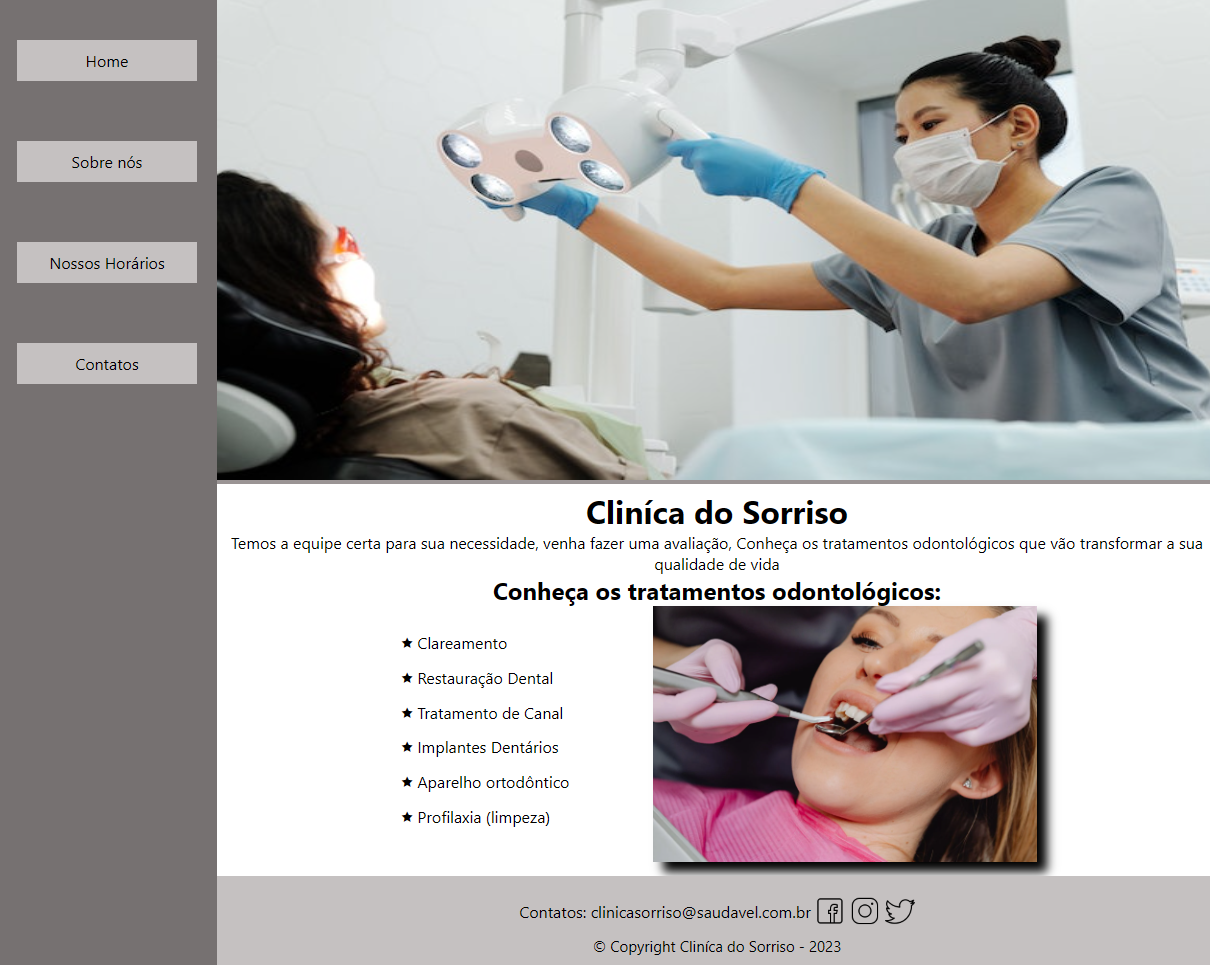 Home
Sobre nós
Nossos Horários
Contatos
Cliníca do Sorriso
Temos a equipe certa para sua necessidade, venha fazer uma avaliação, Conheça os tratamentos odontológicos que vão transformar a sua
qualidade de vida
Conheça os tratamentos odontológicos:
Clareamento
Restauração Dental
Tratamento de Canal
Implantes Dentários
Aparelho ortodôntico
Profilaxia (limpeza)
Contatos: clinicasorriso@saudavel.com.br
© Copyright Cliníca do Sorriso - 2023